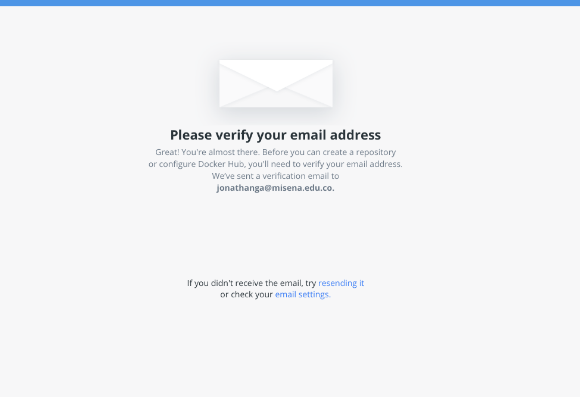 Please verify your email address
Great! You're almost there. Before you can create a repository
or configure Docker Hub, you'll need to verify your email address.
We've sent a verification email to
jonathanga@misena.edu.co.
If you didn't receive the email, try resending it
or check your email settings.